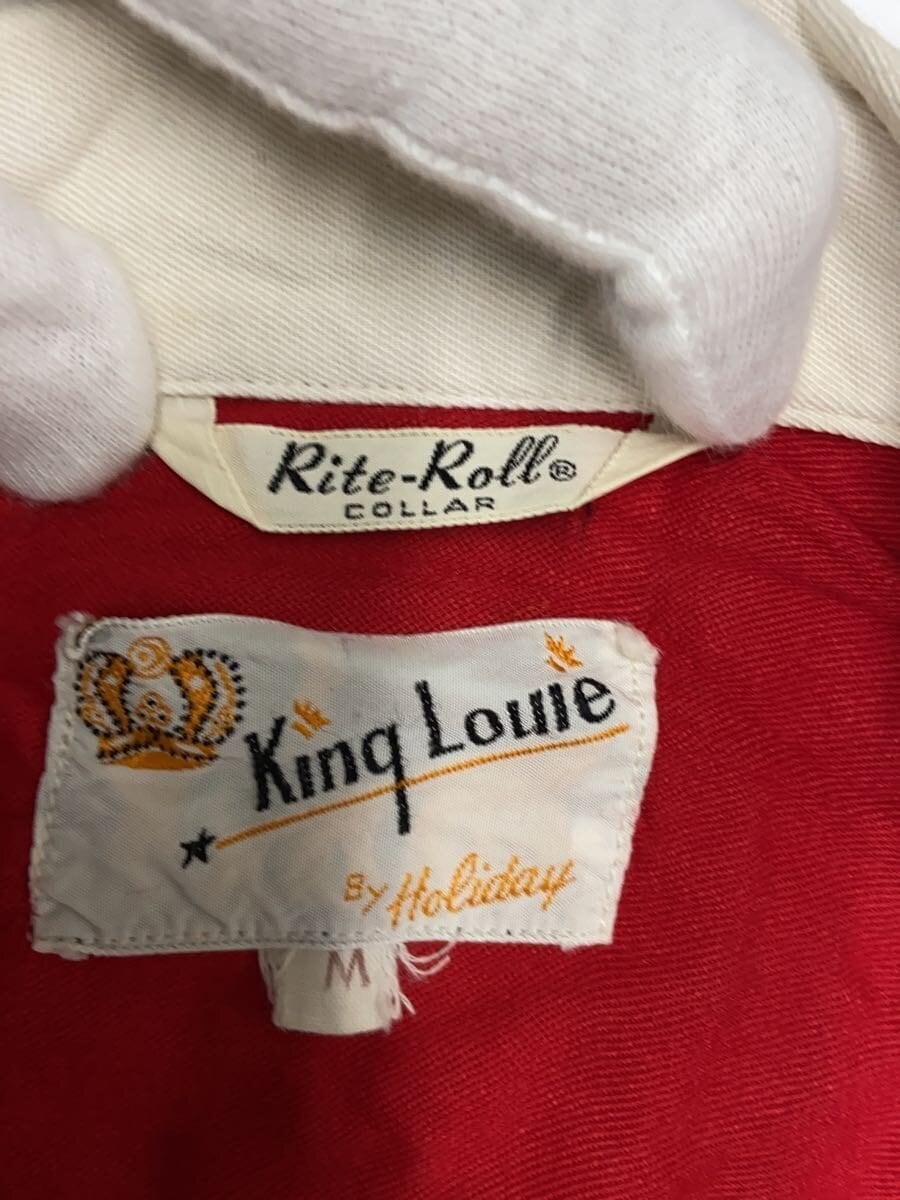 Rite-Roll®
COLLAR
King Louie
By Holiday
M